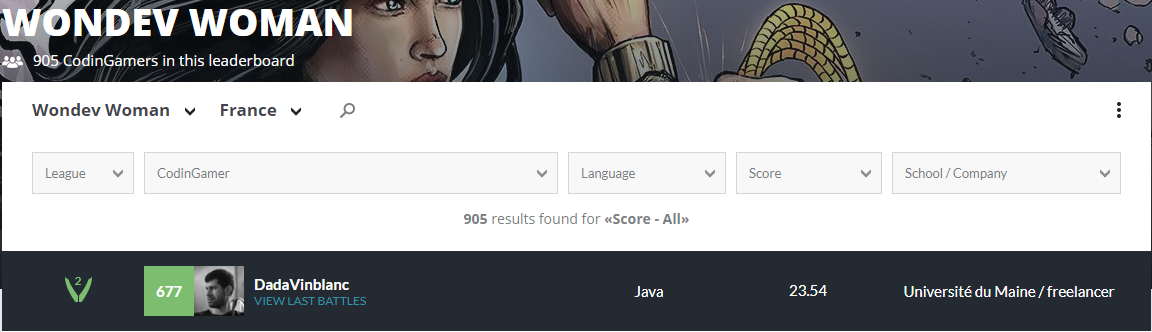 WONDEV WOMAN
905 CodinGamers in this leaderboard
Wondev Woman France
League CodinGamer Language Score School / Company
905 results found for «Score - All»
2 677 DadaVinblanc Java 23.54 Université du Maine / freelancer
VIEW LAST BATTLES